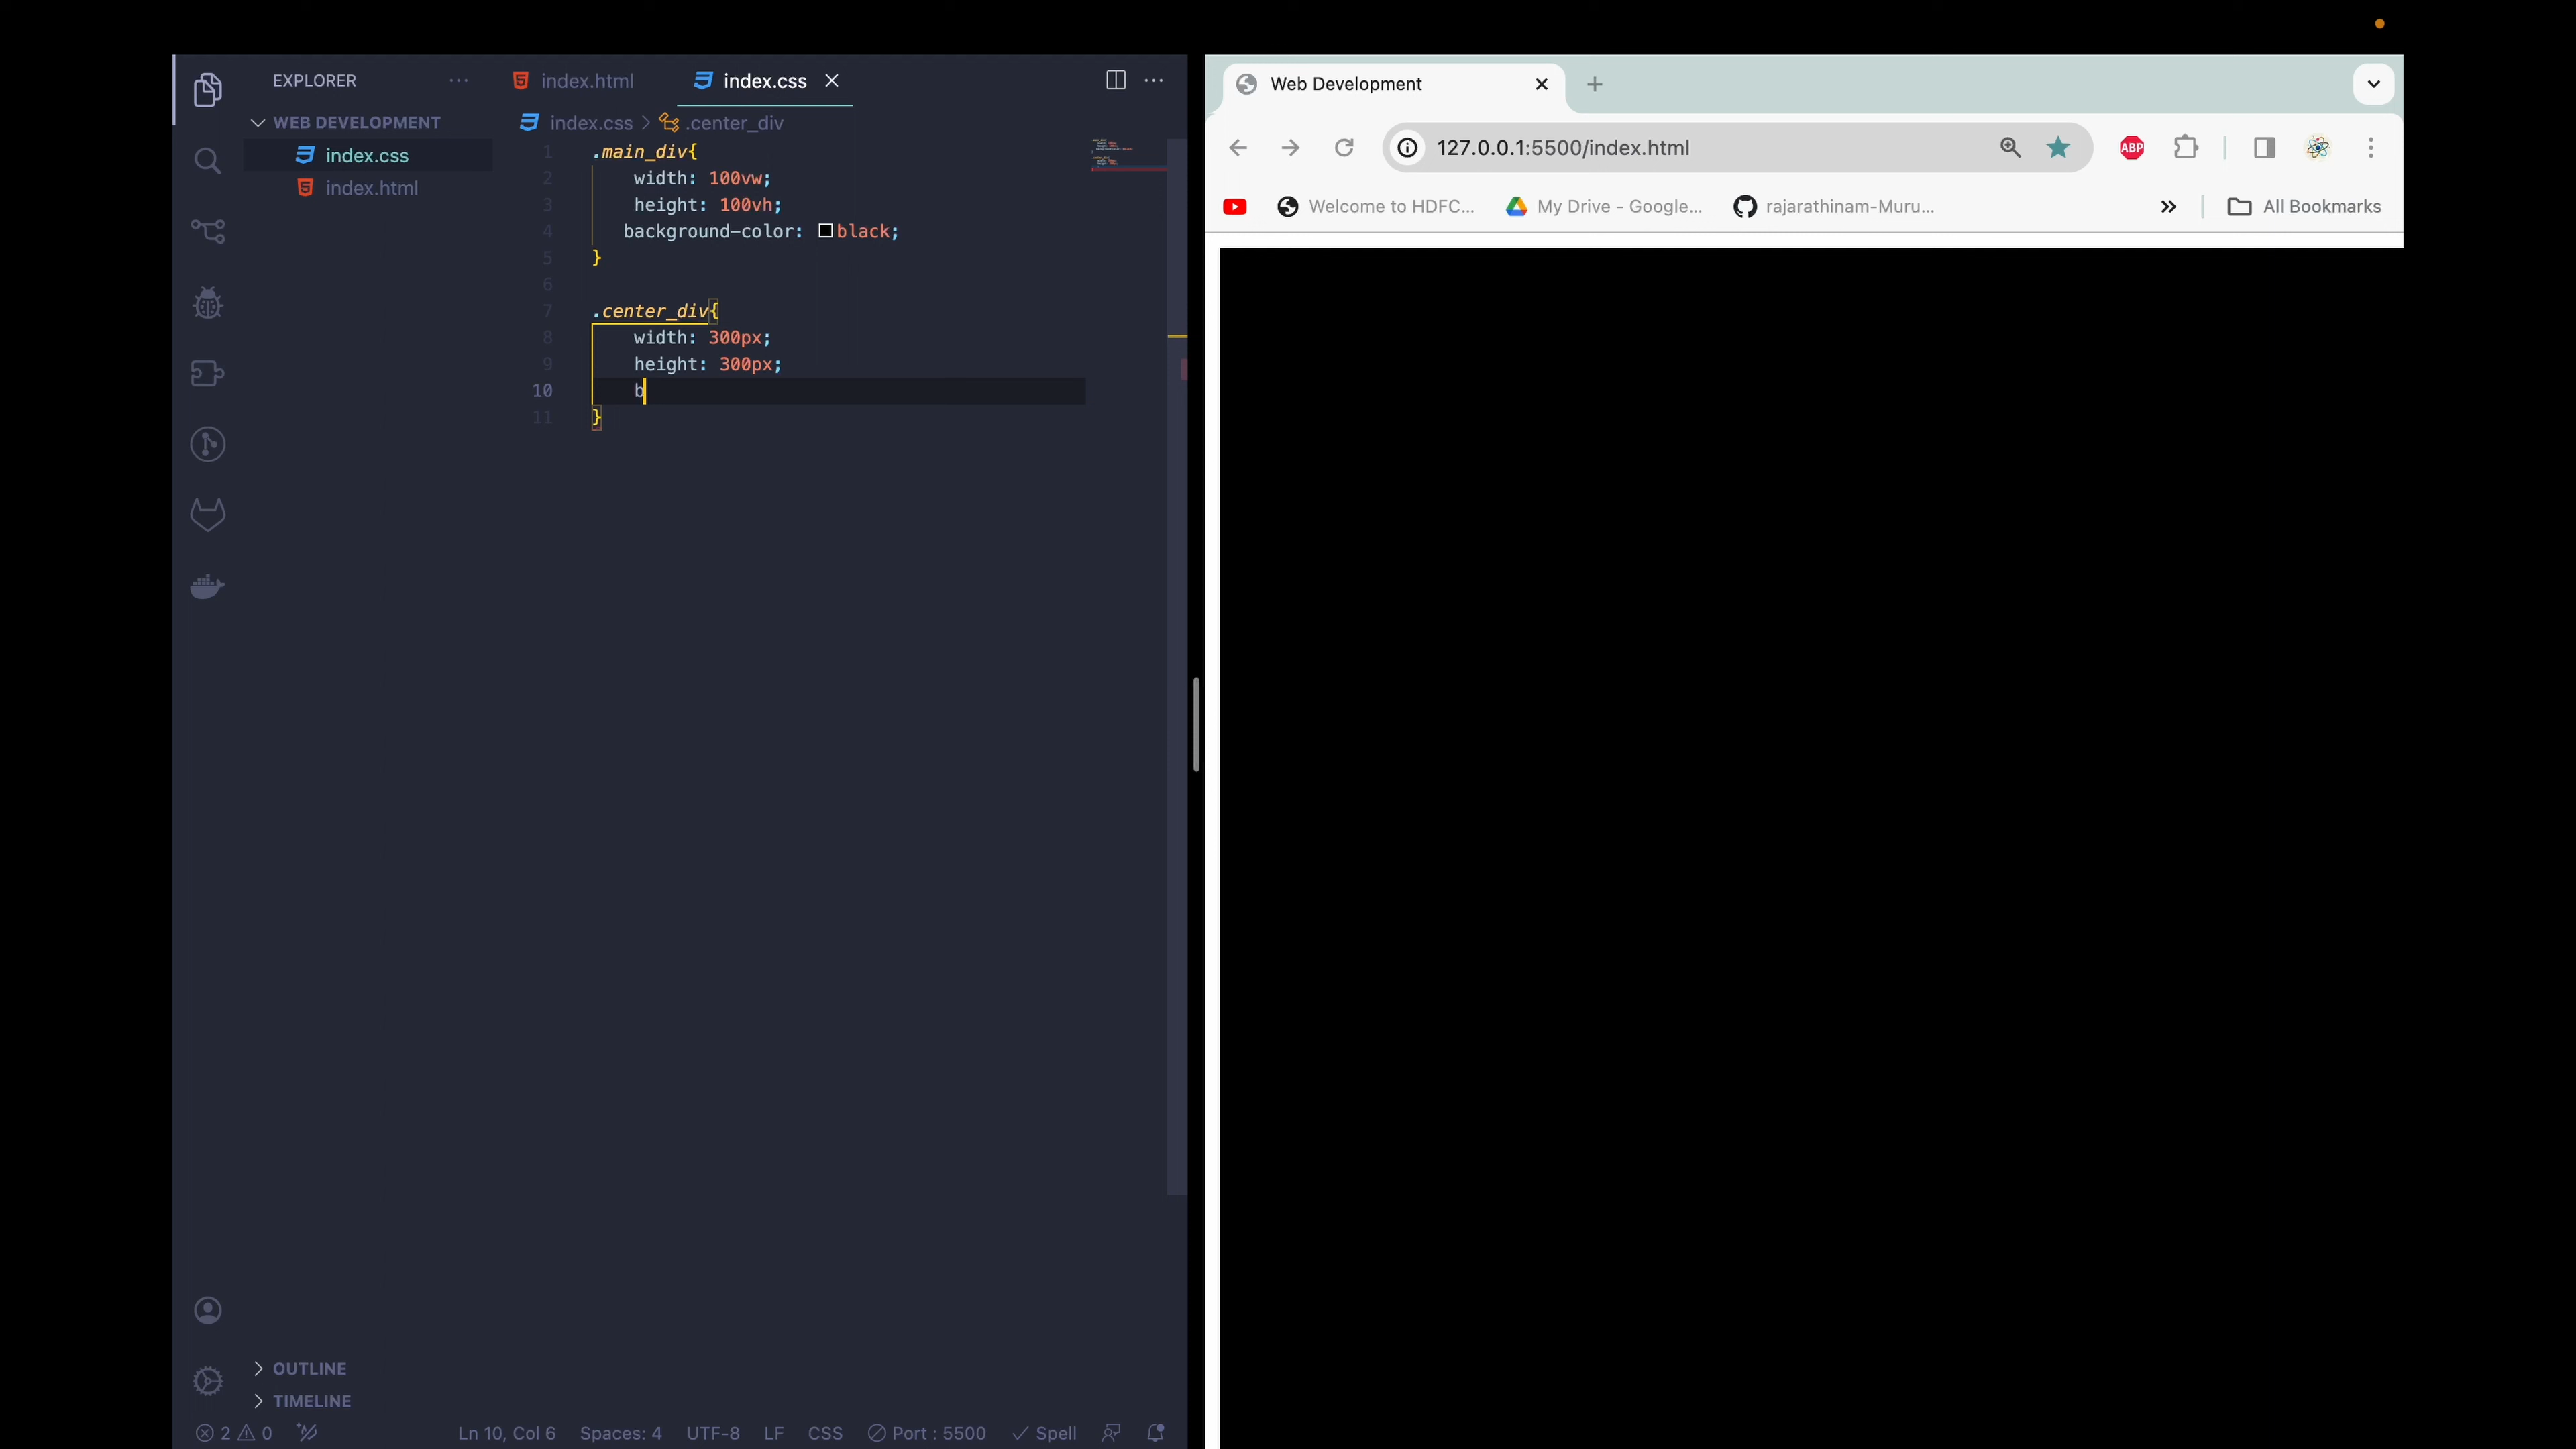 EXPLORER
WEB DEVELOPMENT
index.css
index.html
OUTLINE
TIMELINE
index.html
index.css
index.css > .center_div
1 .main_div{
2 width: 100vw;
3 height: 100vh;
4 background-color: black;
5 }
6
7 .center_div{
8 width: 300px;
9 height: 300px;
10 b
11 }
2 0 Ln 10, Col 6 Spaces: 4 UTF-8 LF CSS Port : 5500 Spell
Web Development
127.0.0.1:5500/index.html
ABP
Welcome to HDFC... My Drive - Google... rajarathinam-Muru... All Bookmarks